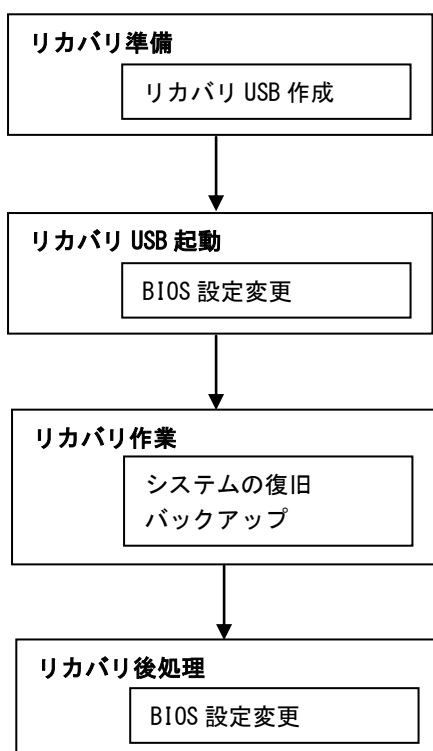 リカバリ準備
リカバリ USB 作成
リカバリ USB 起動
BIOS 設定変更
リカバリ作業
システムの復旧
バックアップ
リカバリ後処理
BIOS 設定変更